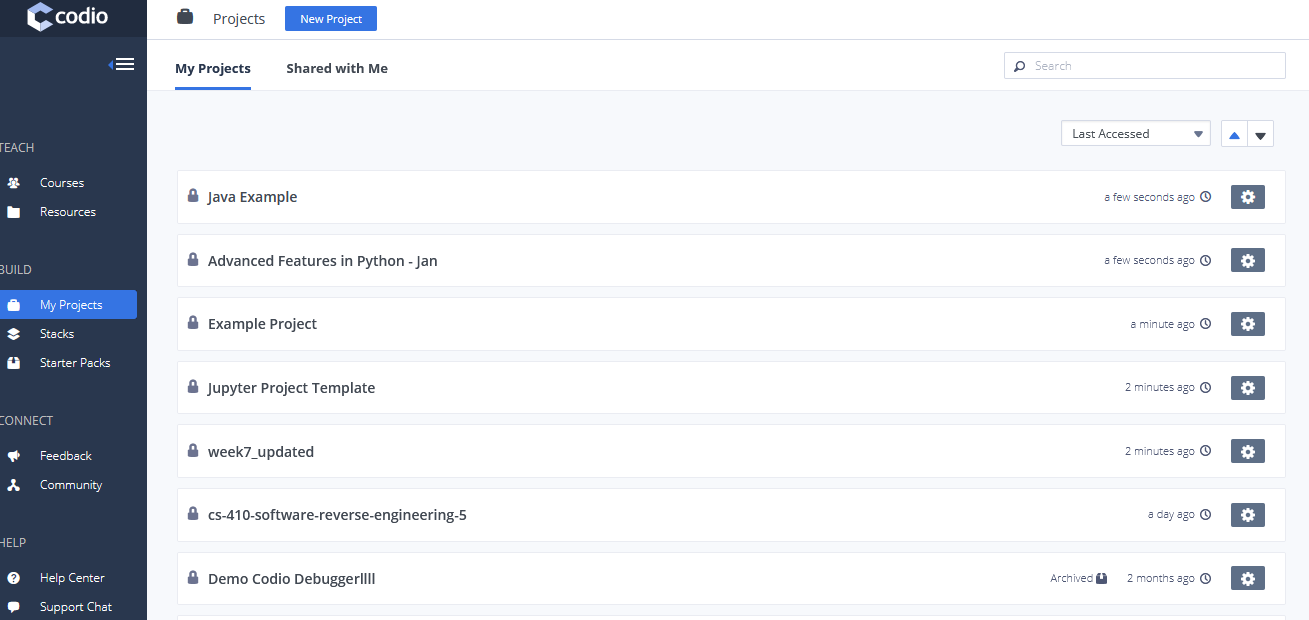 codio
Projects
New Project
My Projects
Shared with Me
Search
Last Accessed
TEACH
Courses
Resources
BUILD
My Projects
Stacks
Starter Packs
CONNECT
Feedback
Community
HELP
Help Center
Support Chat
Java Example a few seconds ago
Advanced Features in Python - Jan a few seconds ago
Example Project a minute ago
Jupyter Project Template 2 minutes ago
week7_updated 2 minutes ago
cs-410-software-reverse-engineering-5 a day ago
Demo Codio Debuggerllll Archived 2 months ago